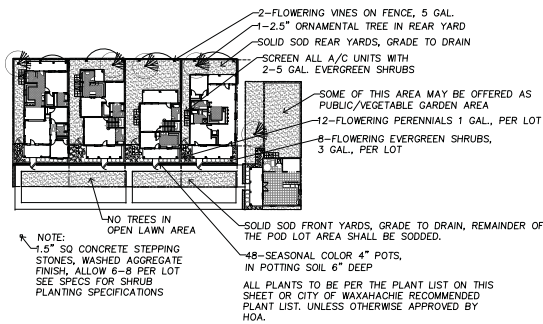 2-FLOWERING VINES ON FENCE, 5 GAL.
1-2.5" ORNAMENTAL TREE IN REAR YARD
SOLID SOD REAR YARDS, GRADE TO DRAIN
SCREEN ALL A/C UNITS WITH
2-5 GAL. EVERGREEN SHRUBS
SOME OF THIS AREA MAY BE OFFERED AS
PUBLIC/VEGETABLE GARDEN AREA
12-FLOWERING PERENNIALS 1 GAL., PER LOT
8-FLOWERING EVERGREEN SHRUBS,
3 GAL., PER LOT
NO TREES IN
OPEN LAWN AREA
SOLID SOD FRONT YARDS, GRADE TO DRAIN, REMAINDER OF
THE POD LOT AREA SHALL BE SODDED.
NOTE:
1.5" SQ CONCRETE STEPPING
STONES, WASHED AGGREGATE
FINISH, ALLOW 6-8 PER LOT
SEE SPECS FOR SHRUB
PLANTING SPECIFICATIONS
48-SEASONAL COLOR 4" POTS,
IN POTTING SOIL 6" DEEP
ALL PLANTS TO BE PER THE PLANT LIST ON THIS
SHEET OR CITY OF WAXAHACHIE RECOMMENDED
PLANT LIST. UNLESS OTHERWISE APPROVED BY
HOA.